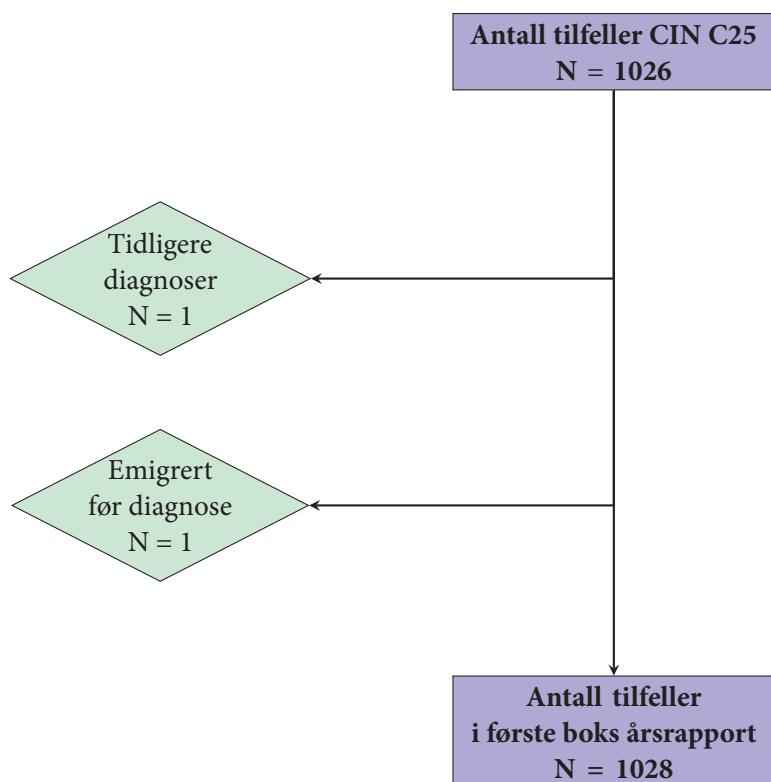 Antall tilfeller CIN C25
N = 1026
Tidligere
diagnoser
N = 1
Emigrert
før diagnose
N = 1
Antall tilfeller
i første boks årsrapport
N = 1028